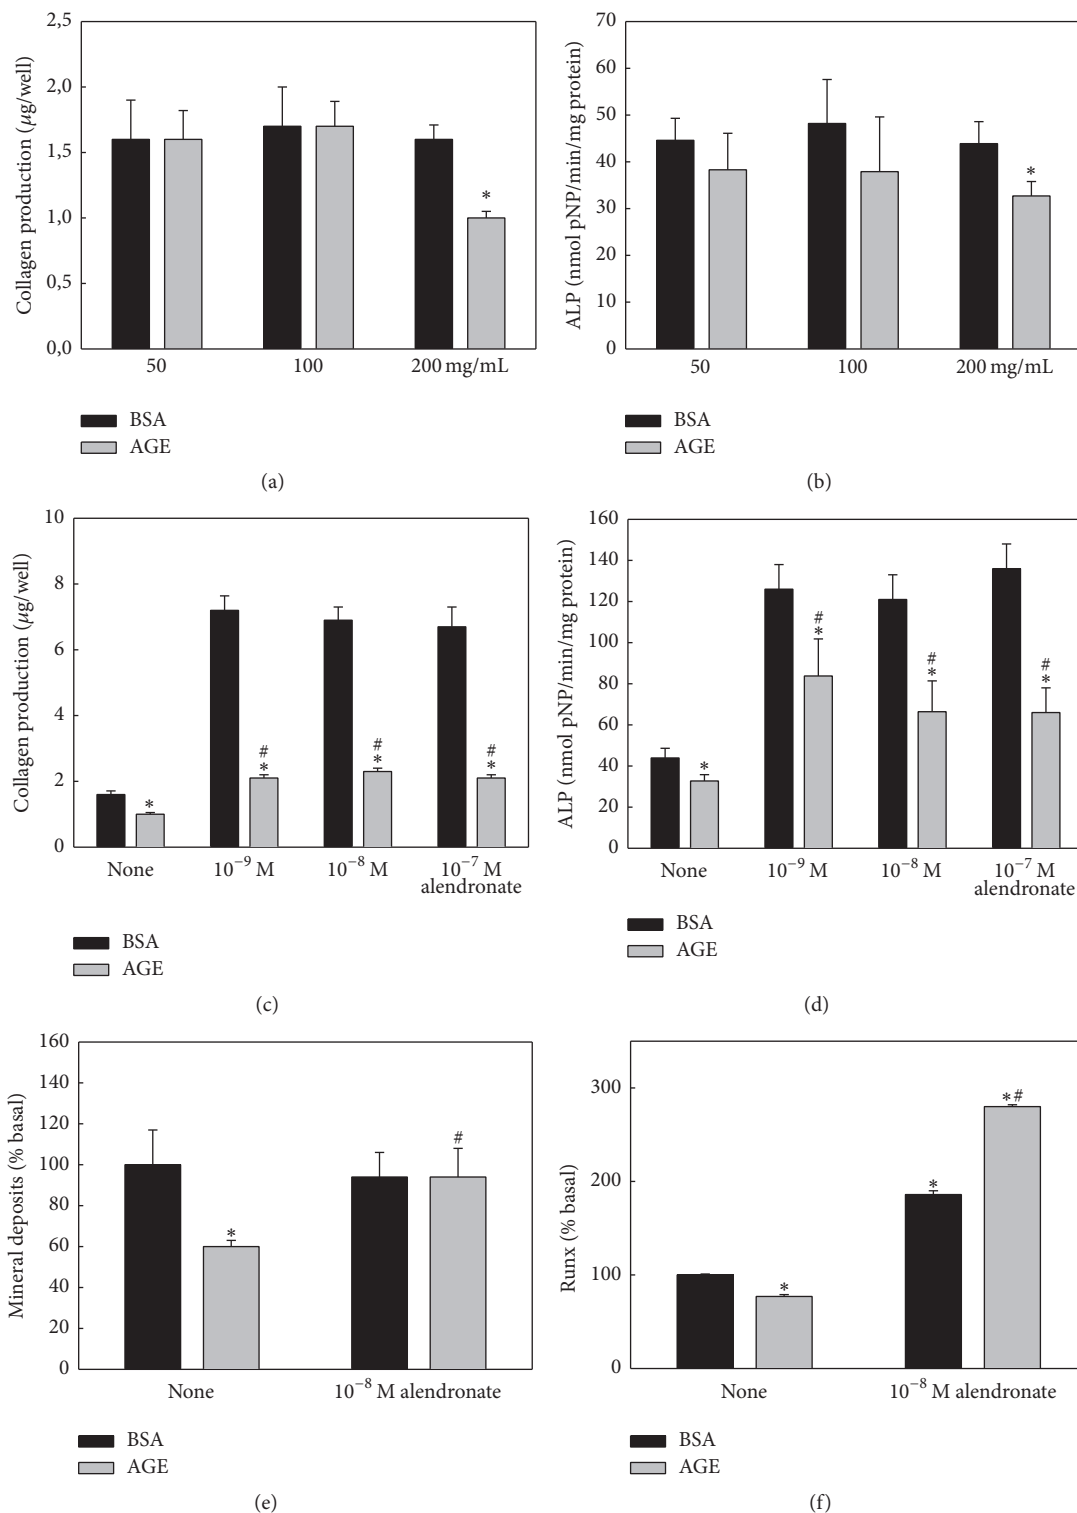 2,5
2,0
1,5
1,0
0,5
0,0
Collagen production (μg/well)
*
50 100 200 mg/mL
BSA
AGE
(a)
70
60
50
40
30
20
10
0
ALP (nmol pNP/min/mg protein)
*
50 100 200 mg/mL
BSA
AGE
(b)
10
8
6
4
2
0
Collagen production (μg/well)
*
#
*
#
*
#
*
None 10⁻⁹ M 10⁻⁸ M 10⁻⁷ M
alendronate
BSA
AGE
(c)
160
140
120
100
80
60
40
20
0
ALP (nmol pNP/min/mg protein)
*
#
*
#
*
#
*
None 10⁻⁹ M 10⁻⁸ M 10⁻⁷ M
alendronate
BSA
AGE
(d)
160
140
120
100
80
60
40
20
0
Mineral deposits (% basal)
*
#
None 10⁻⁸ M alendronate
BSA
AGE
(e)
300
200
100
0
Runx (% basal)
*
*
*#
None 10⁻⁸ M alendronate
BSA
AGE
(f)